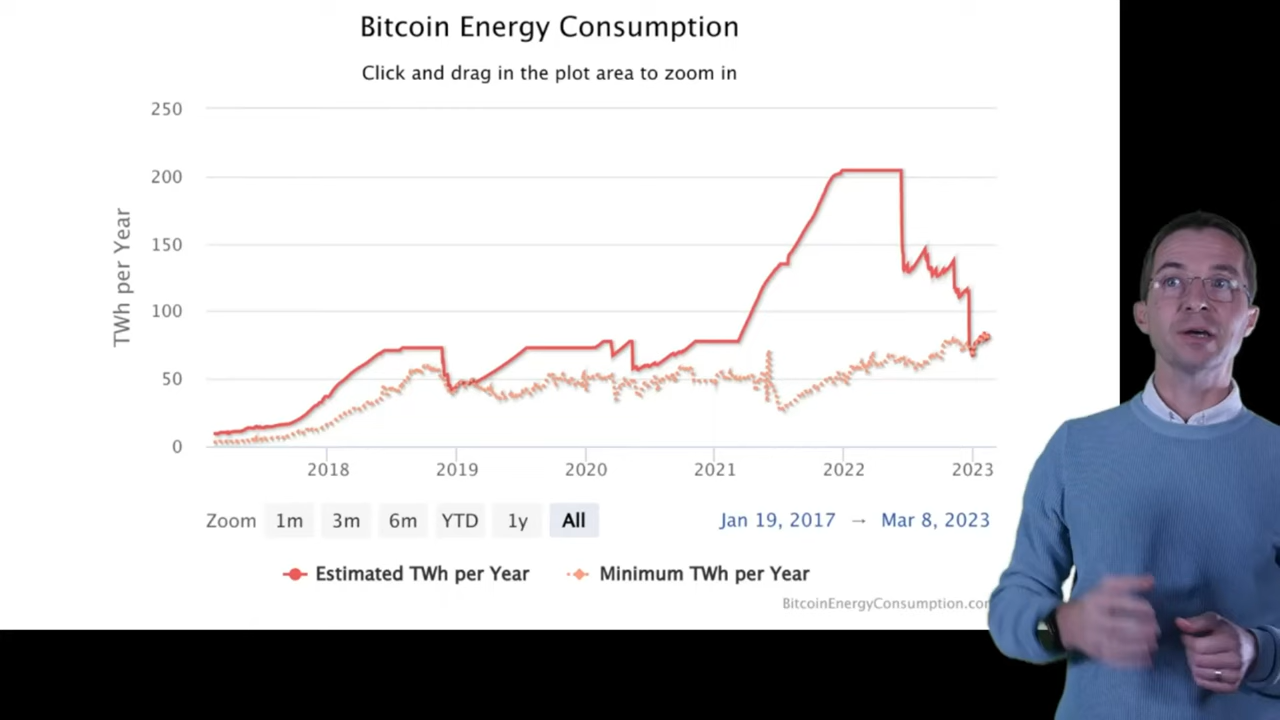 Bitcoin Energy Consumption
Click and drag in the plot area to zoom in
250
200
150
100
50
0
TWh per Year
2018 2019 2020 2021 2022 2023
Zoom 1m 3m 6m YTD 1y All Jan 19, 2017 → Mar 8, 2023
Estimated TWh per Year Minimum TWh per Year
BitcoinEnergyConsumption.com